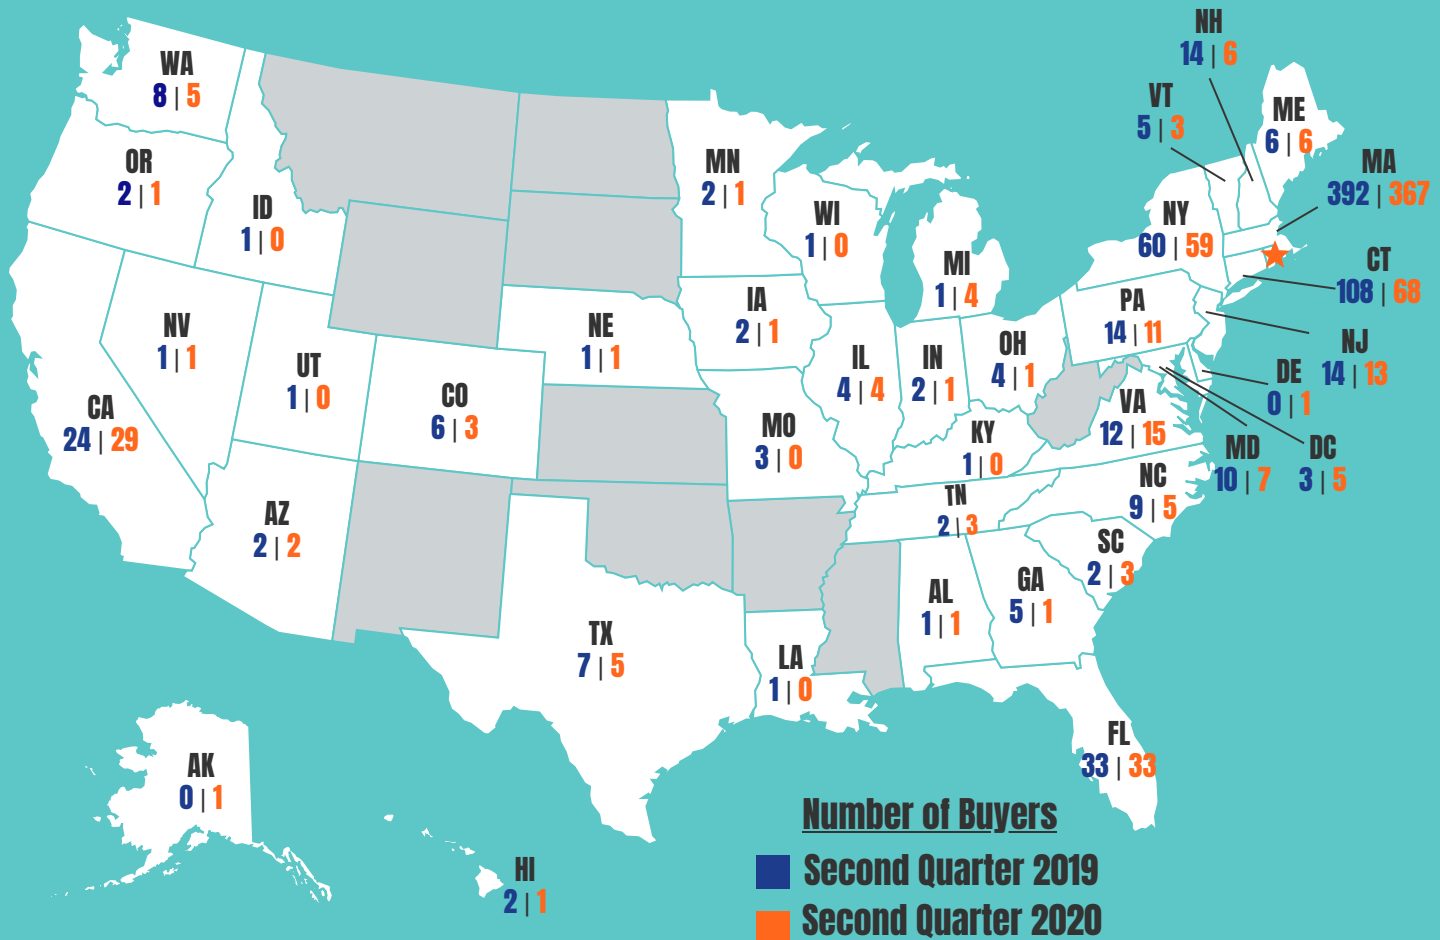 NH
14 | 6
WA
8 | 5
VT
5 | 3
ME
6 | 6
OR
2 | 1
MN
2 | 1
MA
392 | 367
ID
1 | 0
WI
1 | 0
NY
60 | 59
MI
1 | 4
CT
108 | 68
NV
1 | 1
NE
1 | 1
IA
2 | 1
PA
14 | 11
UT
1 | 0
IL
4 | 4
IN
2 | 1
OH
4 | 1
NJ
14 | 13
DE
0 | 1
CA
24 | 29
CO
6 | 3
MO
3 | 0
KY
1 | 0
VA
12 | 15
MD
10 | 7
DC
3 | 5
AZ
2 | 2
TN
2 | 3
NC
9 | 5
SC
2 | 3
AL
1 | 1
GA
5 | 1
TX
7 | 5
LA
1 | 0
FL
33 | 33
AK
0 | 1
HI
2 | 1
Number of Buyers
Second Quarter 2019
Second Quarter 2020